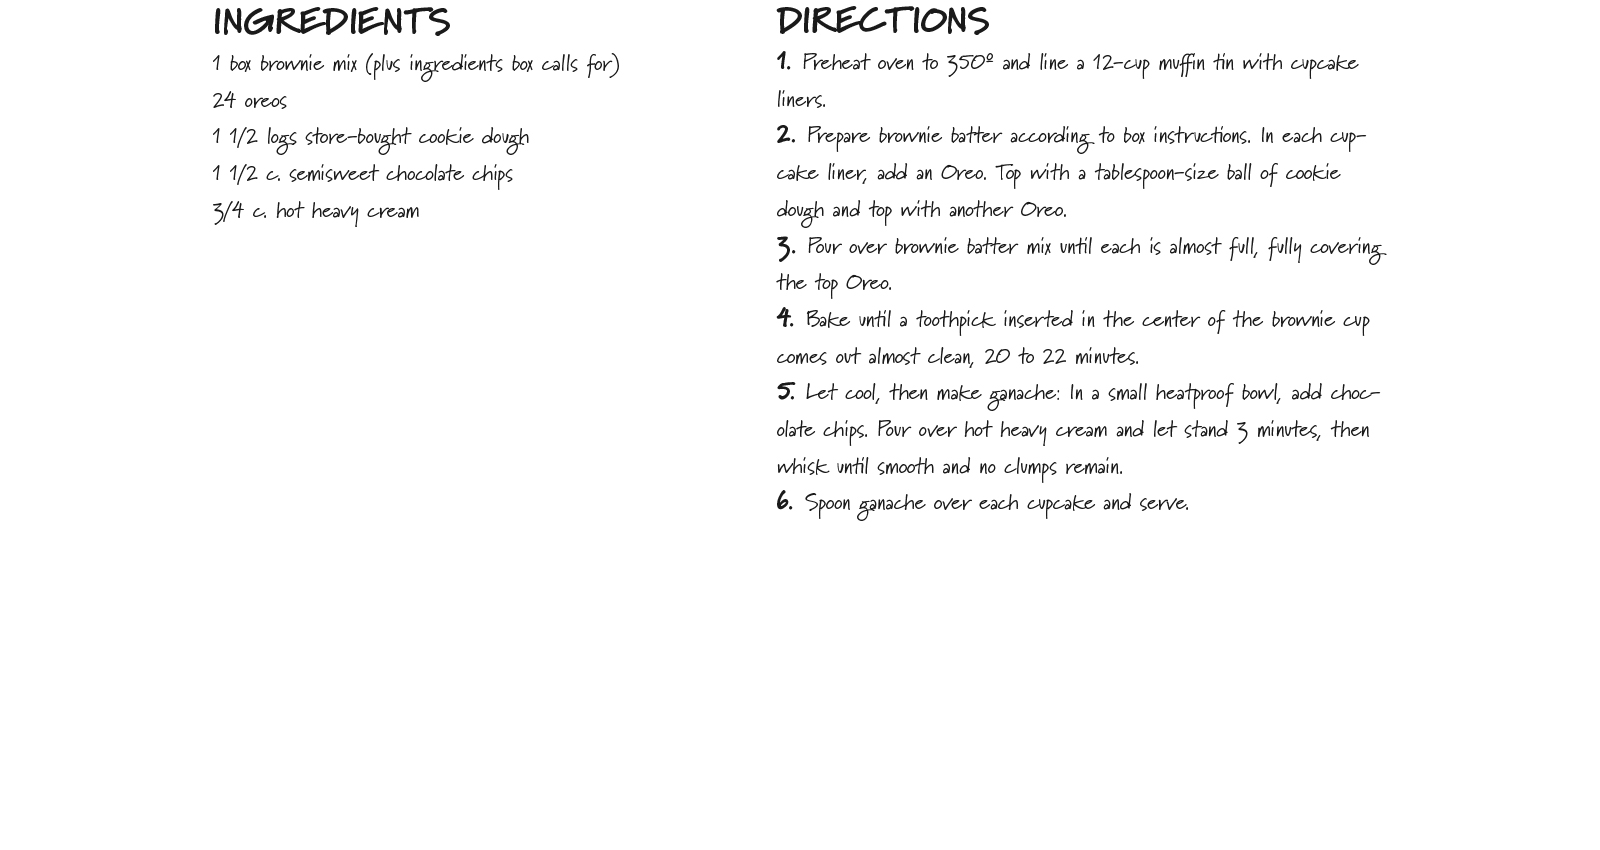 INGREDIENTS
1 box brownie mix (plus ingredients box calls for)
24 oreos
1 1/2 logs store-bought cookie dough
1 1/2 c. semisweet chocolate chips
3/4 c. hot heavy cream
DIRECTIONS
1. Preheat oven to 350º and line a 12-cup muffin tin with cupcake
liners.
2. Prepare brownie batter according to box instructions. In each cup-
cake liner, add an Oreo. Top with a tablespoon-size ball of cookie
dough and top with another Oreo.
3. Pour over brownie batter mix until each is almost full, fully covering
the top Oreo.
4. Bake until a toothpick inserted in the center of the brownie cup
comes out almost clean, 20 to 22 minutes.
5. Let cool, then make ganache: In a small heatproof bowl, add choc-
olate chips. Pour over hot heavy cream and let stand 3 minutes, then
whisk until smooth and no clumps remain.
6. Spoon ganache over each cupcake and serve.